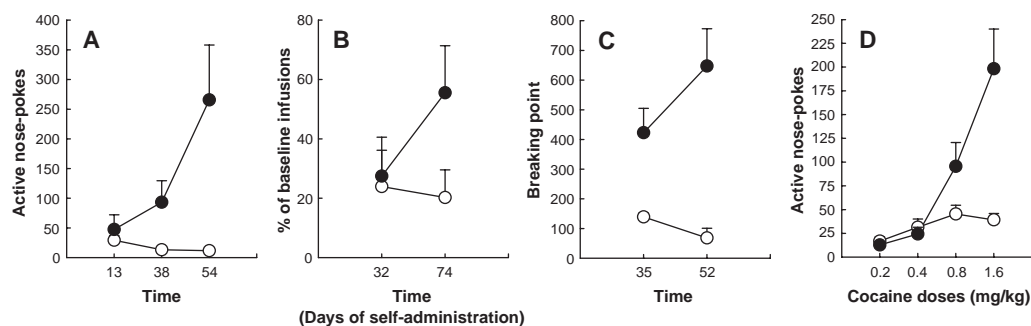 A
Active nose-pokes
400
350
300
250
200
150
100
50
0
13 38 54
Time
B
% of baseline infusions
80
60
40
20
0
32 74
Time
(Days of self-administration)
C
Breaking point
800
700
600
500
400
300
200
100
0
35 52
Time
D
Active nose-pokes
250
225
200
175
150
125
100
75
50
25
0
0.2 0.4 0.8 1.6
Cocaine doses (mg/kg)